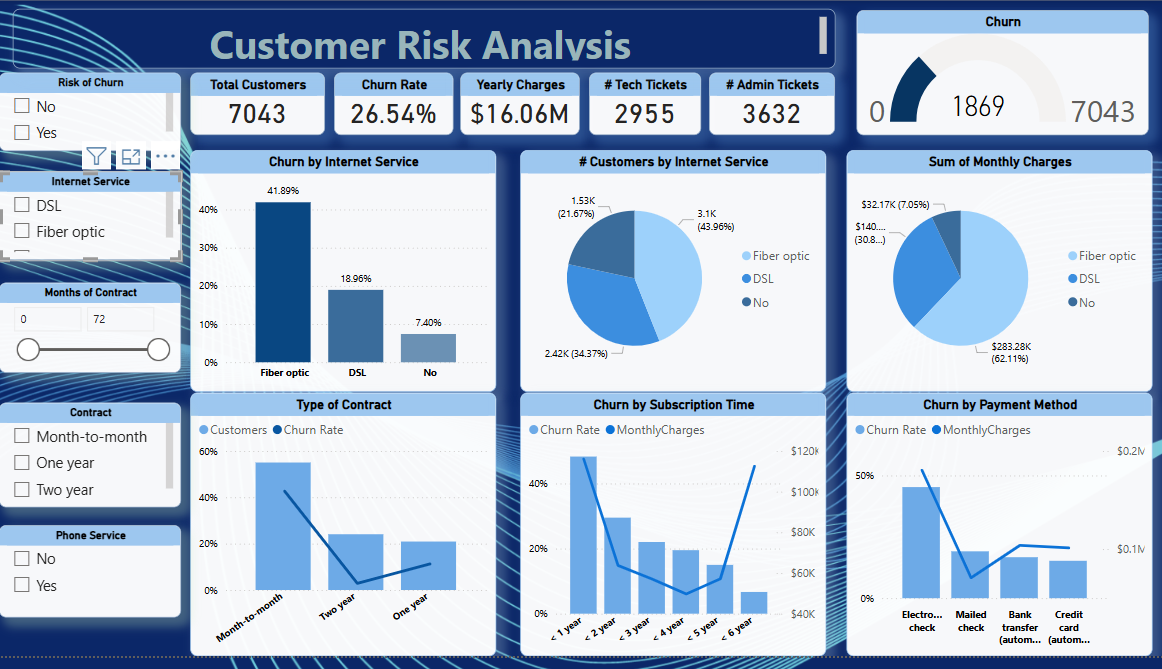 Customer Risk Analysis
Churn
0
1869
7043
Total Customers
7043
Churn Rate
26.54%
Yearly Charges
$16.06M
# Tech Tickets
2955
# Admin Tickets
3632
Risk of Churn
No
Yes
Internet Service
DSL
Fiber optic
Months of Contract
0
72
Contract
Month-to-month
One year
Two year
Phone Service
No
Yes
Churn by Internet Service
41.89%
40%
30%
20%
18.96%
10%
7.40%
0%
Fiber optic
DSL
No
# Customers by Internet Service
1.53K
(21.67%)
3.1K
(43.96%)
2.42K (34.37%)
Fiber optic
DSL
No
Sum of Monthly Charges
$32.17K (7.05%)
$140....
(30.8...)
$283.28K
(62.11%)
Fiber optic
DSL
No
Type of Contract
Customers
Churn Rate
60%
40%
20%
0%
Month-to-month
Two year
One year
Churn by Subscription Time
Churn Rate
MonthlyCharges
40%
20%
0%
$120K
$100K
$80K
$60K
$40K
< 1 year
< 2 year
< 3 year
< 4 year
< 5 year
< 6 year
Churn by Payment Method
Churn Rate
MonthlyCharges
50%
0%
$0.2M
$0.1M
Electro...
check
Mailed
check
Bank
transfer
(autom...
Credit
card
(autom...